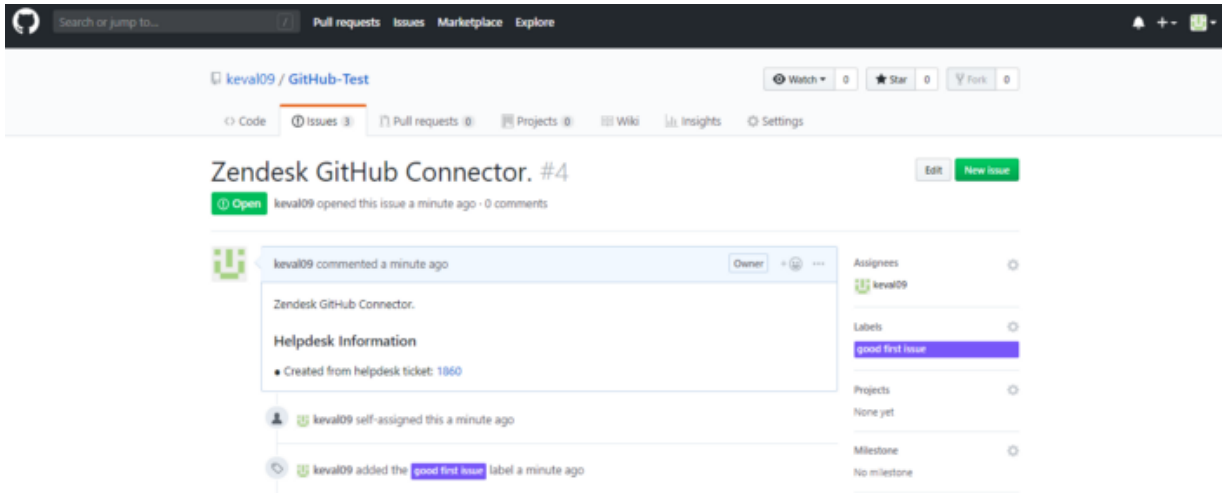 Search or jump to... / Pull requests Issues Marketplace Explore
keval09 / GitHub-Test Watch 0 Star 0 Fork 0
Code Issues 3 Pull requests 0 Projects 0 Wiki Insights Settings
Zendesk GitHub Connector. #4 Edit New issue
Open keval09 opened this issue a minute ago · 0 comments
keval09 commented a minute ago Owner
Zendesk GitHub Connector.
Helpdesk Information
• Created from helpdesk ticket: 1860
keval09 self-assigned this a minute ago
keval09 added the good first issue label a minute ago
Assignees
keval09
Labels
good first issue
Projects
None yet
Milestone
No milestone